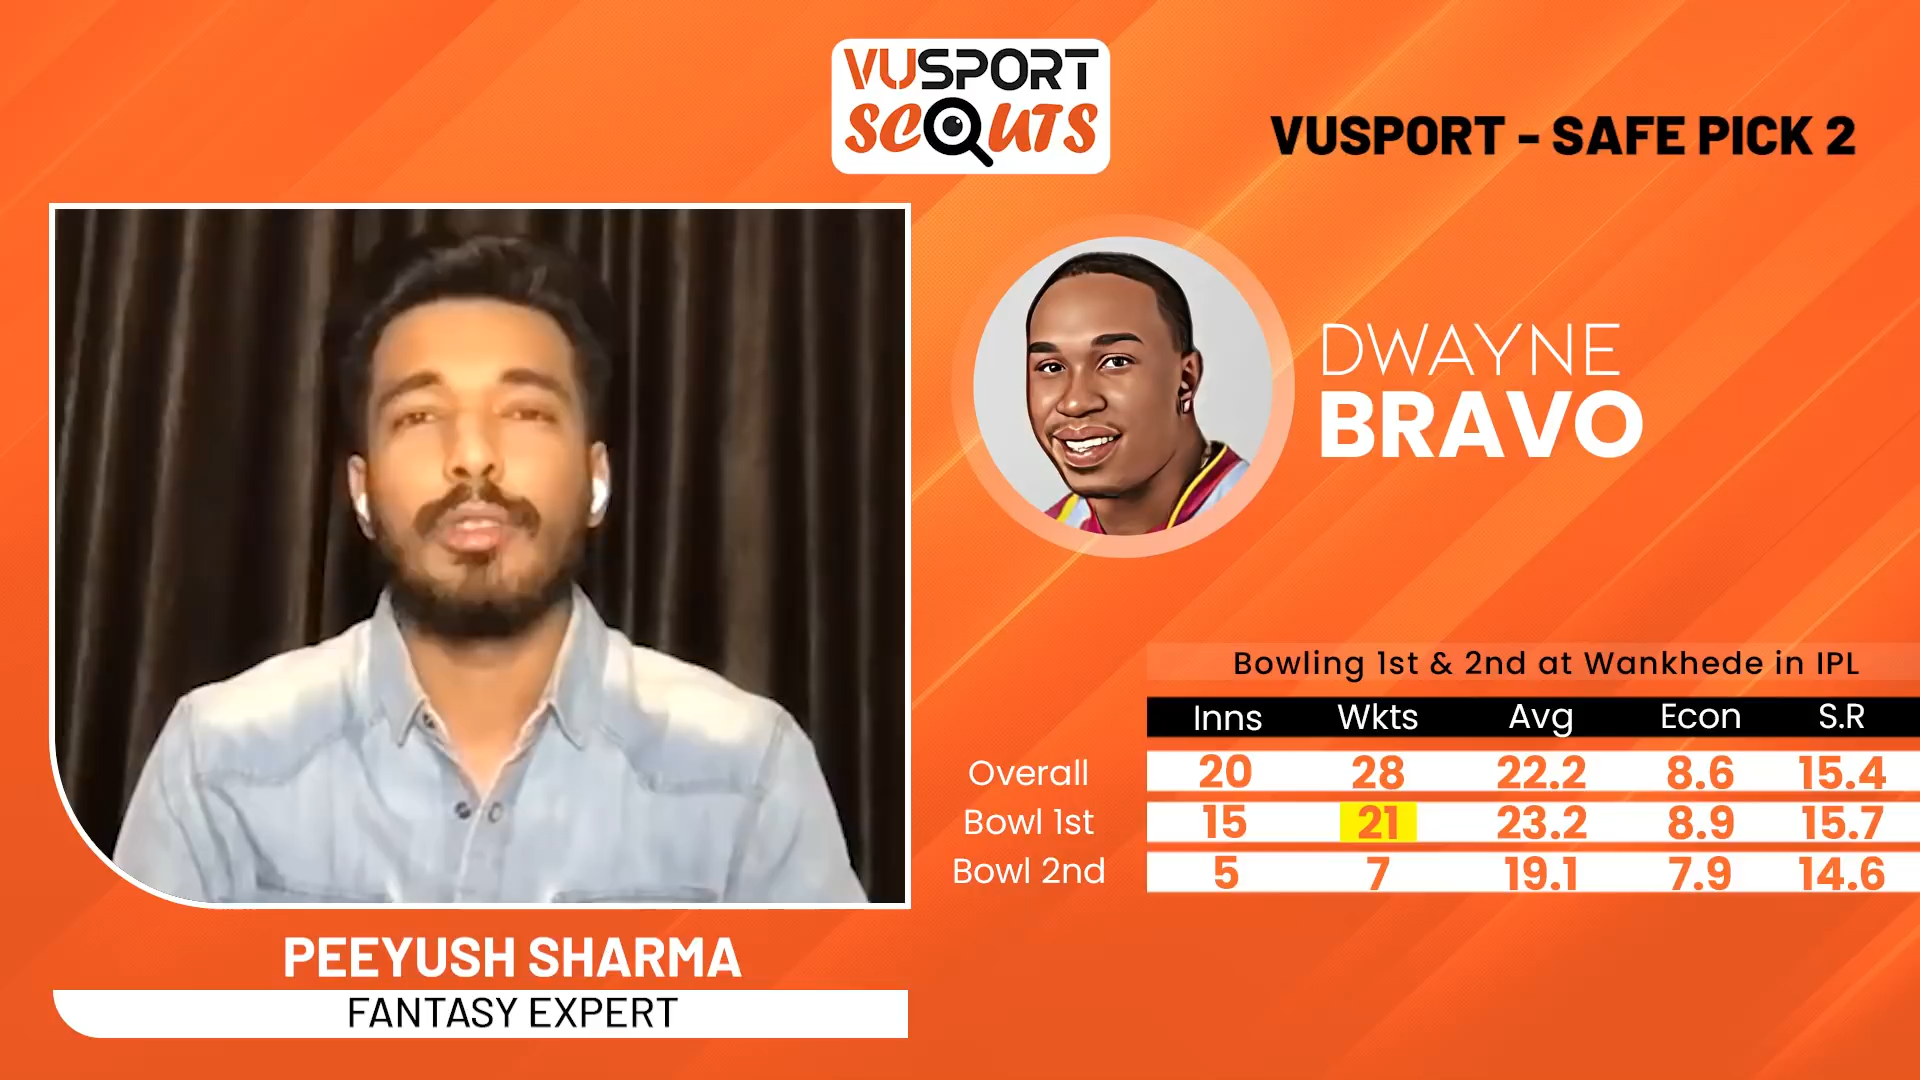 VUSPORT
SCOUTS
VUSPORT - SAFE PICK 2
DWAYNE
BRAVO
Bowling 1st & 2nd at Wankhede in IPL
Inns Wkts Avg Econ S.R
Overall 20 28 22.2 8.6 15.4
Bowl 1st 15 21 23.2 8.9 15.7
Bowl 2nd 5 7 19.1 7.9 14.6
PEEYUSH SHARMA
FANTASY EXPERT